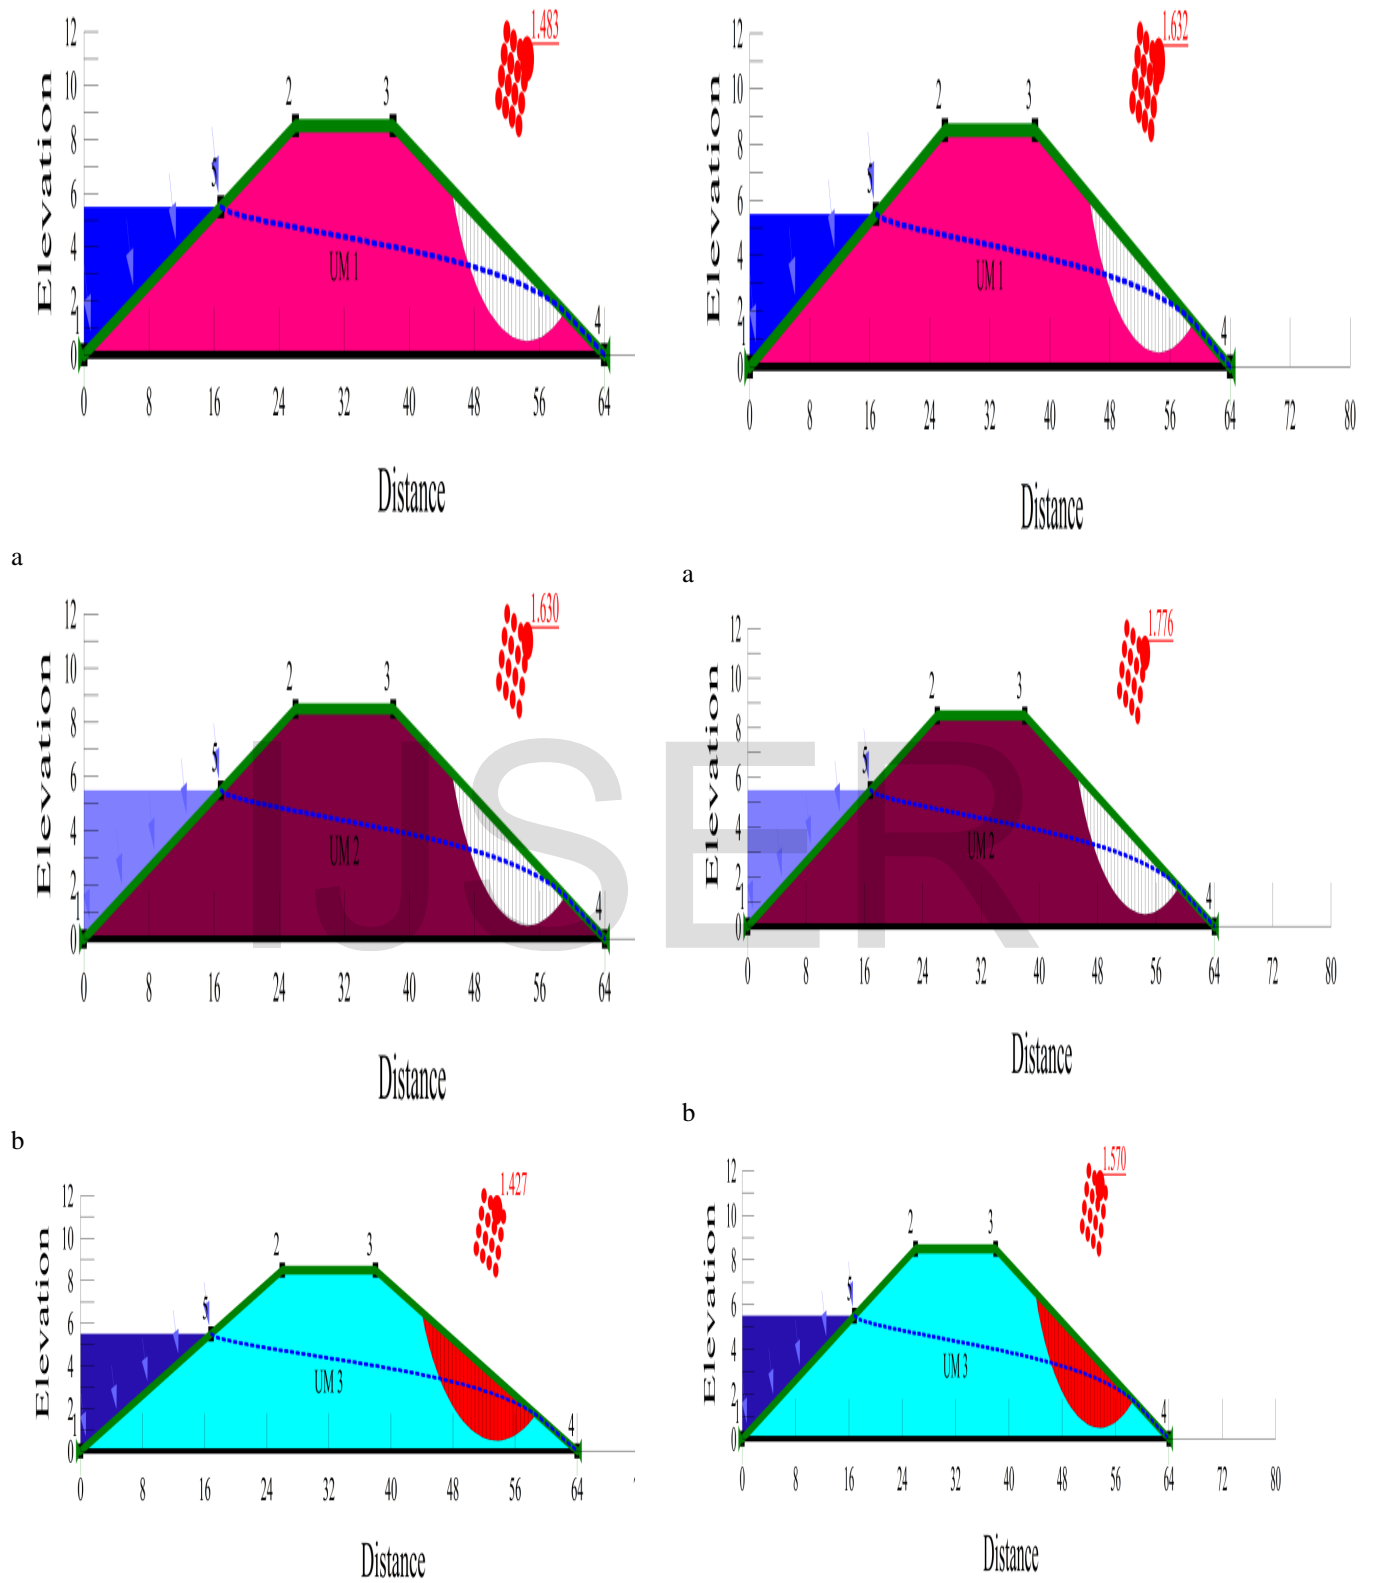 1.483
12
10
8
6
4
2
0
Elevation
2
3
5
1
4
UM 1
0 8 16 24 32 40 48 56 64
Distance
a
1.630
12
10
8
6
4
2
0
Elevation
2
3
5
1
4
UM 2
0 8 16 24 32 40 48 56 64
Distance
b
1.427
12
10
8
6
4
2
0
Elevation
2
3
5
1
4
UM 3
0 8 16 24 32 40 48 56 64
Distance
1.632
12
10
8
6
4
2
0
Elevation
2
3
5
1
4
UM 1
0 8 16 24 32 40 48 56 64 72 80
Distance
a
1.776
12
10
8
6
4
2
0
Elevation
2
3
5
1
4
UM 2
0 8 16 24 32 40 48 56 64 72 80
Distance
b
1.570
12
10
8
6
4
2
0
Elevation
2
3
5
1
4
UM 3
0 8 16 24 32 40 48 56 64 72 80
Distance
IJSER